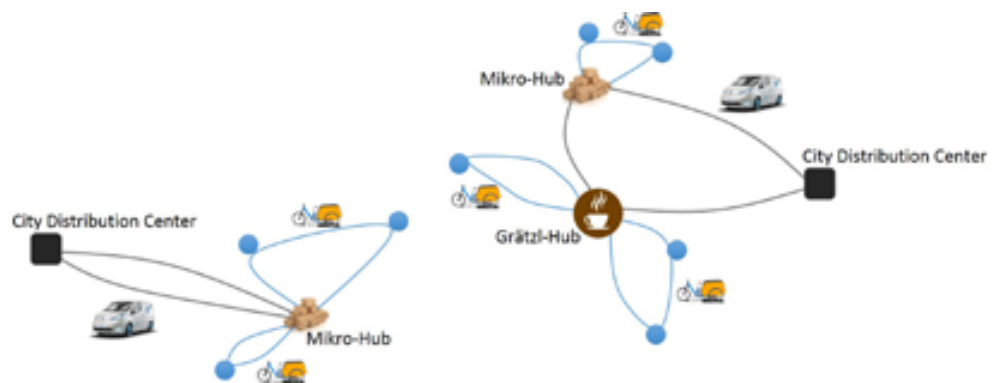 City Distribution Center
Mikro-Hub
Mikro-Hub
City Distribution Center
Grätzl-Hub